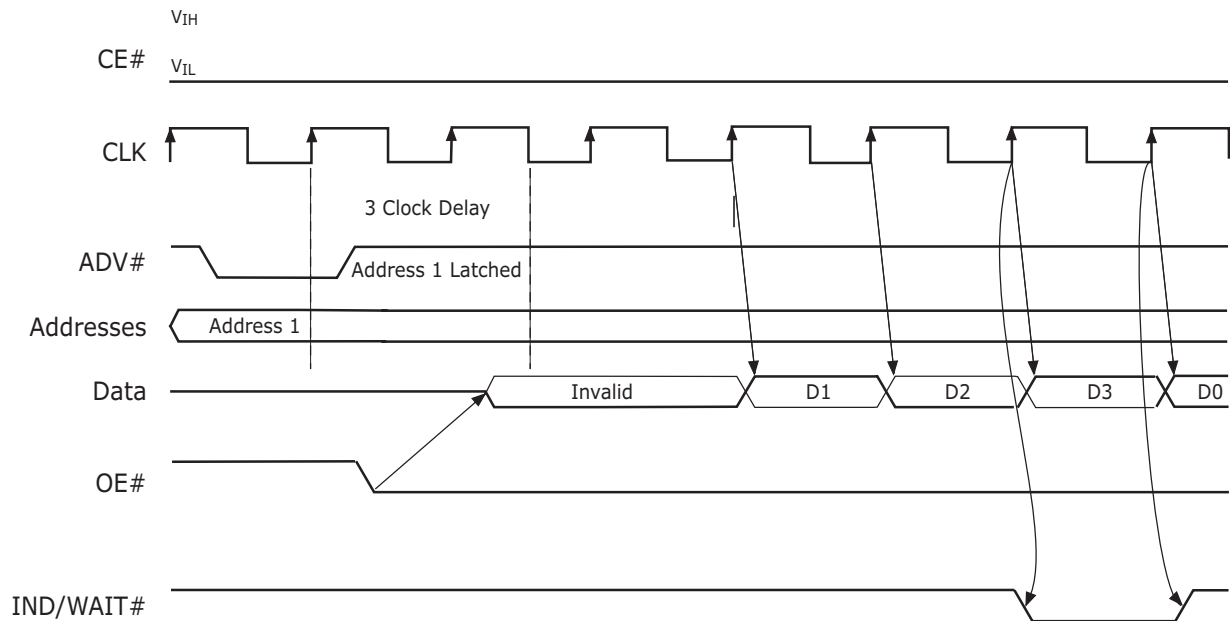 VIH
CE#
VIL
CLK
3 Clock Delay
ADV#
Address 1 Latched
Addresses
Address 1
Data
Invalid
D1
D2
D3
D0
OE#
IND/WAIT#